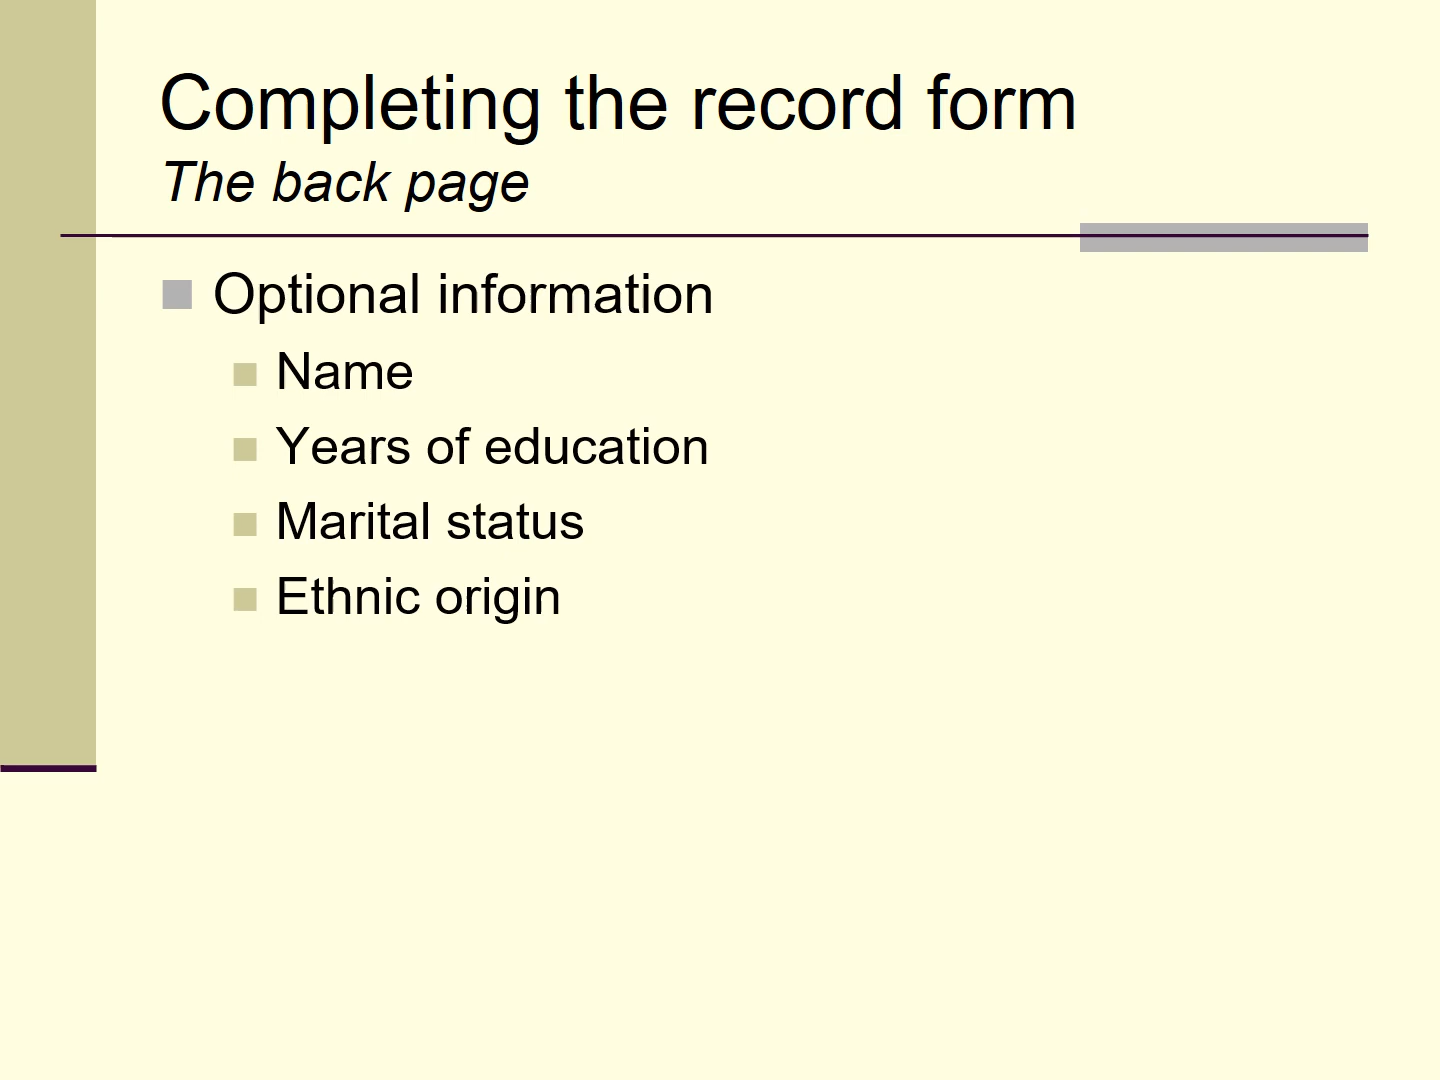 Completing the record form
The back page
Optional information
Name
Years of education
Marital status
Ethnic origin